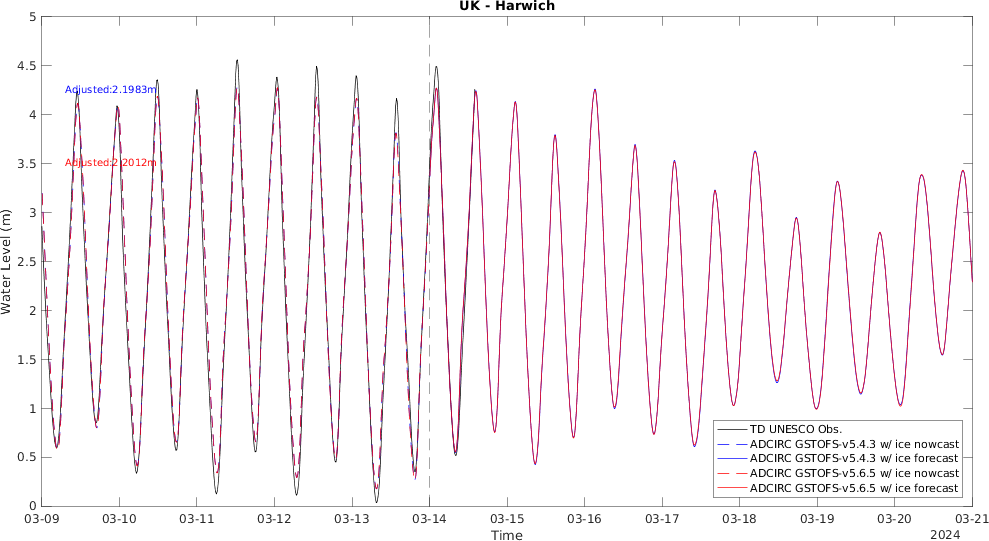 UK - Harwich
5
4.5
4
3.5
3
2.5
2
1.5
1
0.5
0
Water Level (m)
Adjusted:2.1983m
Adjusted:2.2012m
TD UNESCO Obs.
ADCIRC GSTOFS-v5.4.3 w/ ice nowcast
ADCIRC GSTOFS-v5.4.3 w/ ice forecast
ADCIRC GSTOFS-v5.6.5 w/ ice nowcast
ADCIRC GSTOFS-v5.6.5 w/ ice forecast
03-09 03-10 03-11 03-12 03-13 03-14 03-15 03-16 03-17 03-18 03-19 03-20 03-21
Time
2024